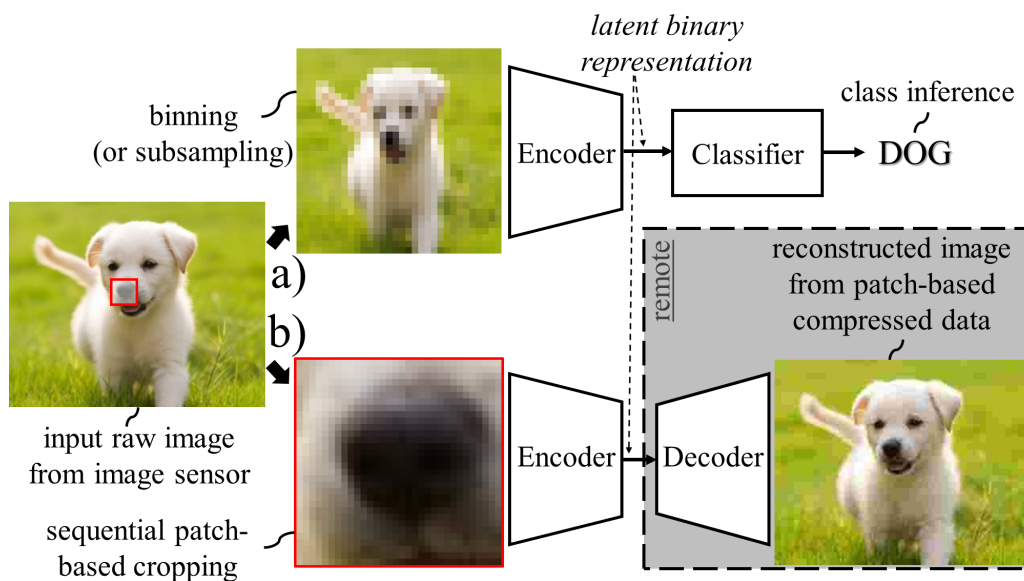 latent binary
representation
binning
(or subsampling)
Encoder
Classifier
class inference
DOG
a)
b)
input raw image
from image sensor
sequential patch-
based cropping
Encoder
Decoder
remote
reconstructed image
from patch-based
compressed data